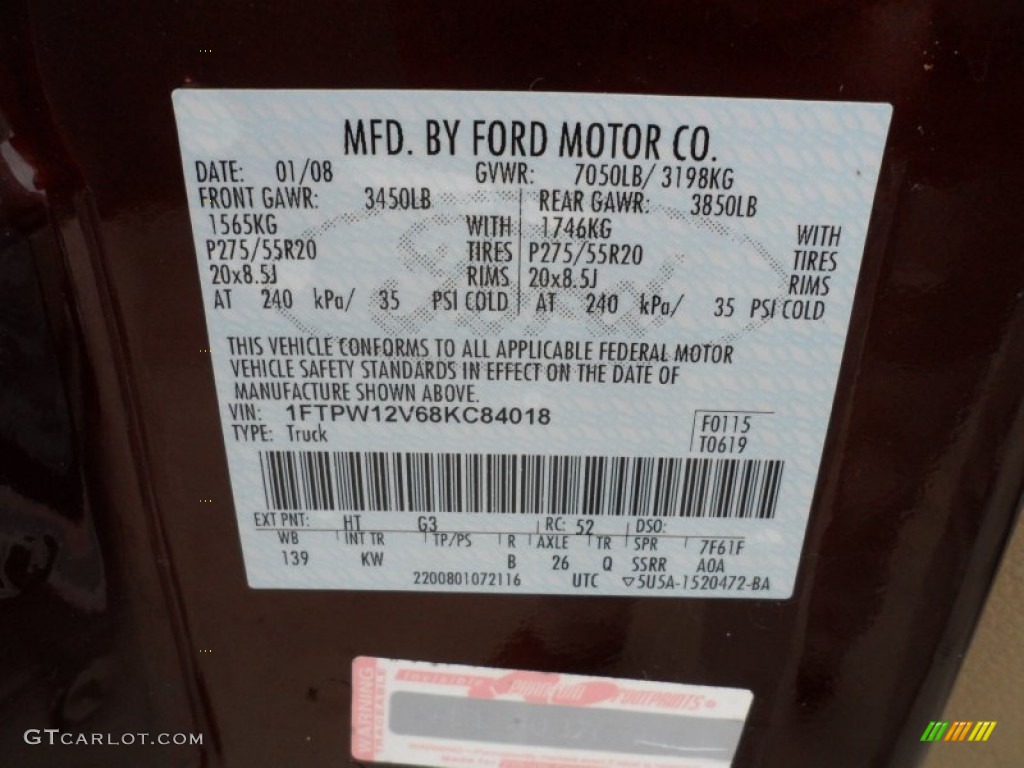 MFD. BY FORD MOTOR CO.
DATE: 01/08 GVWR: 7050LB/ 3198KG
FRONT GAWR: 3450LB REAR GAWR: 3850LB
1565KG WITH 1746KG WITH
P275/55R20 TIRES P275/55R20 TIRES
20x8.5J RIMS 20x8.5J RIMS
AT 240 kPa/ 35 PSI COLD AT 240 kPa/ 35 PSI COLD
THIS VEHICLE CONFORMS TO ALL APPLICABLE FEDERAL MOTOR
VEHICLE SAFETY STANDARDS IN EFFECT ON THE DATE OF
MANUFACTURE SHOWN ABOVE.
VIN: 1FTPW12V68KC84018 F0115
TYPE: Truck T0619
EXT PNT: HT G3 RC: 52 DSO:
WB INT TR TP/PS R AXLE TR SPR 7F61F
139 KW B 26 Q SSRR A0A
2200801072116 UTC ▽5U5A-1520472-BA
WARNING
TRACEABLE
INVISIBLE FOOTPRINTS
GTCARLOT.COM